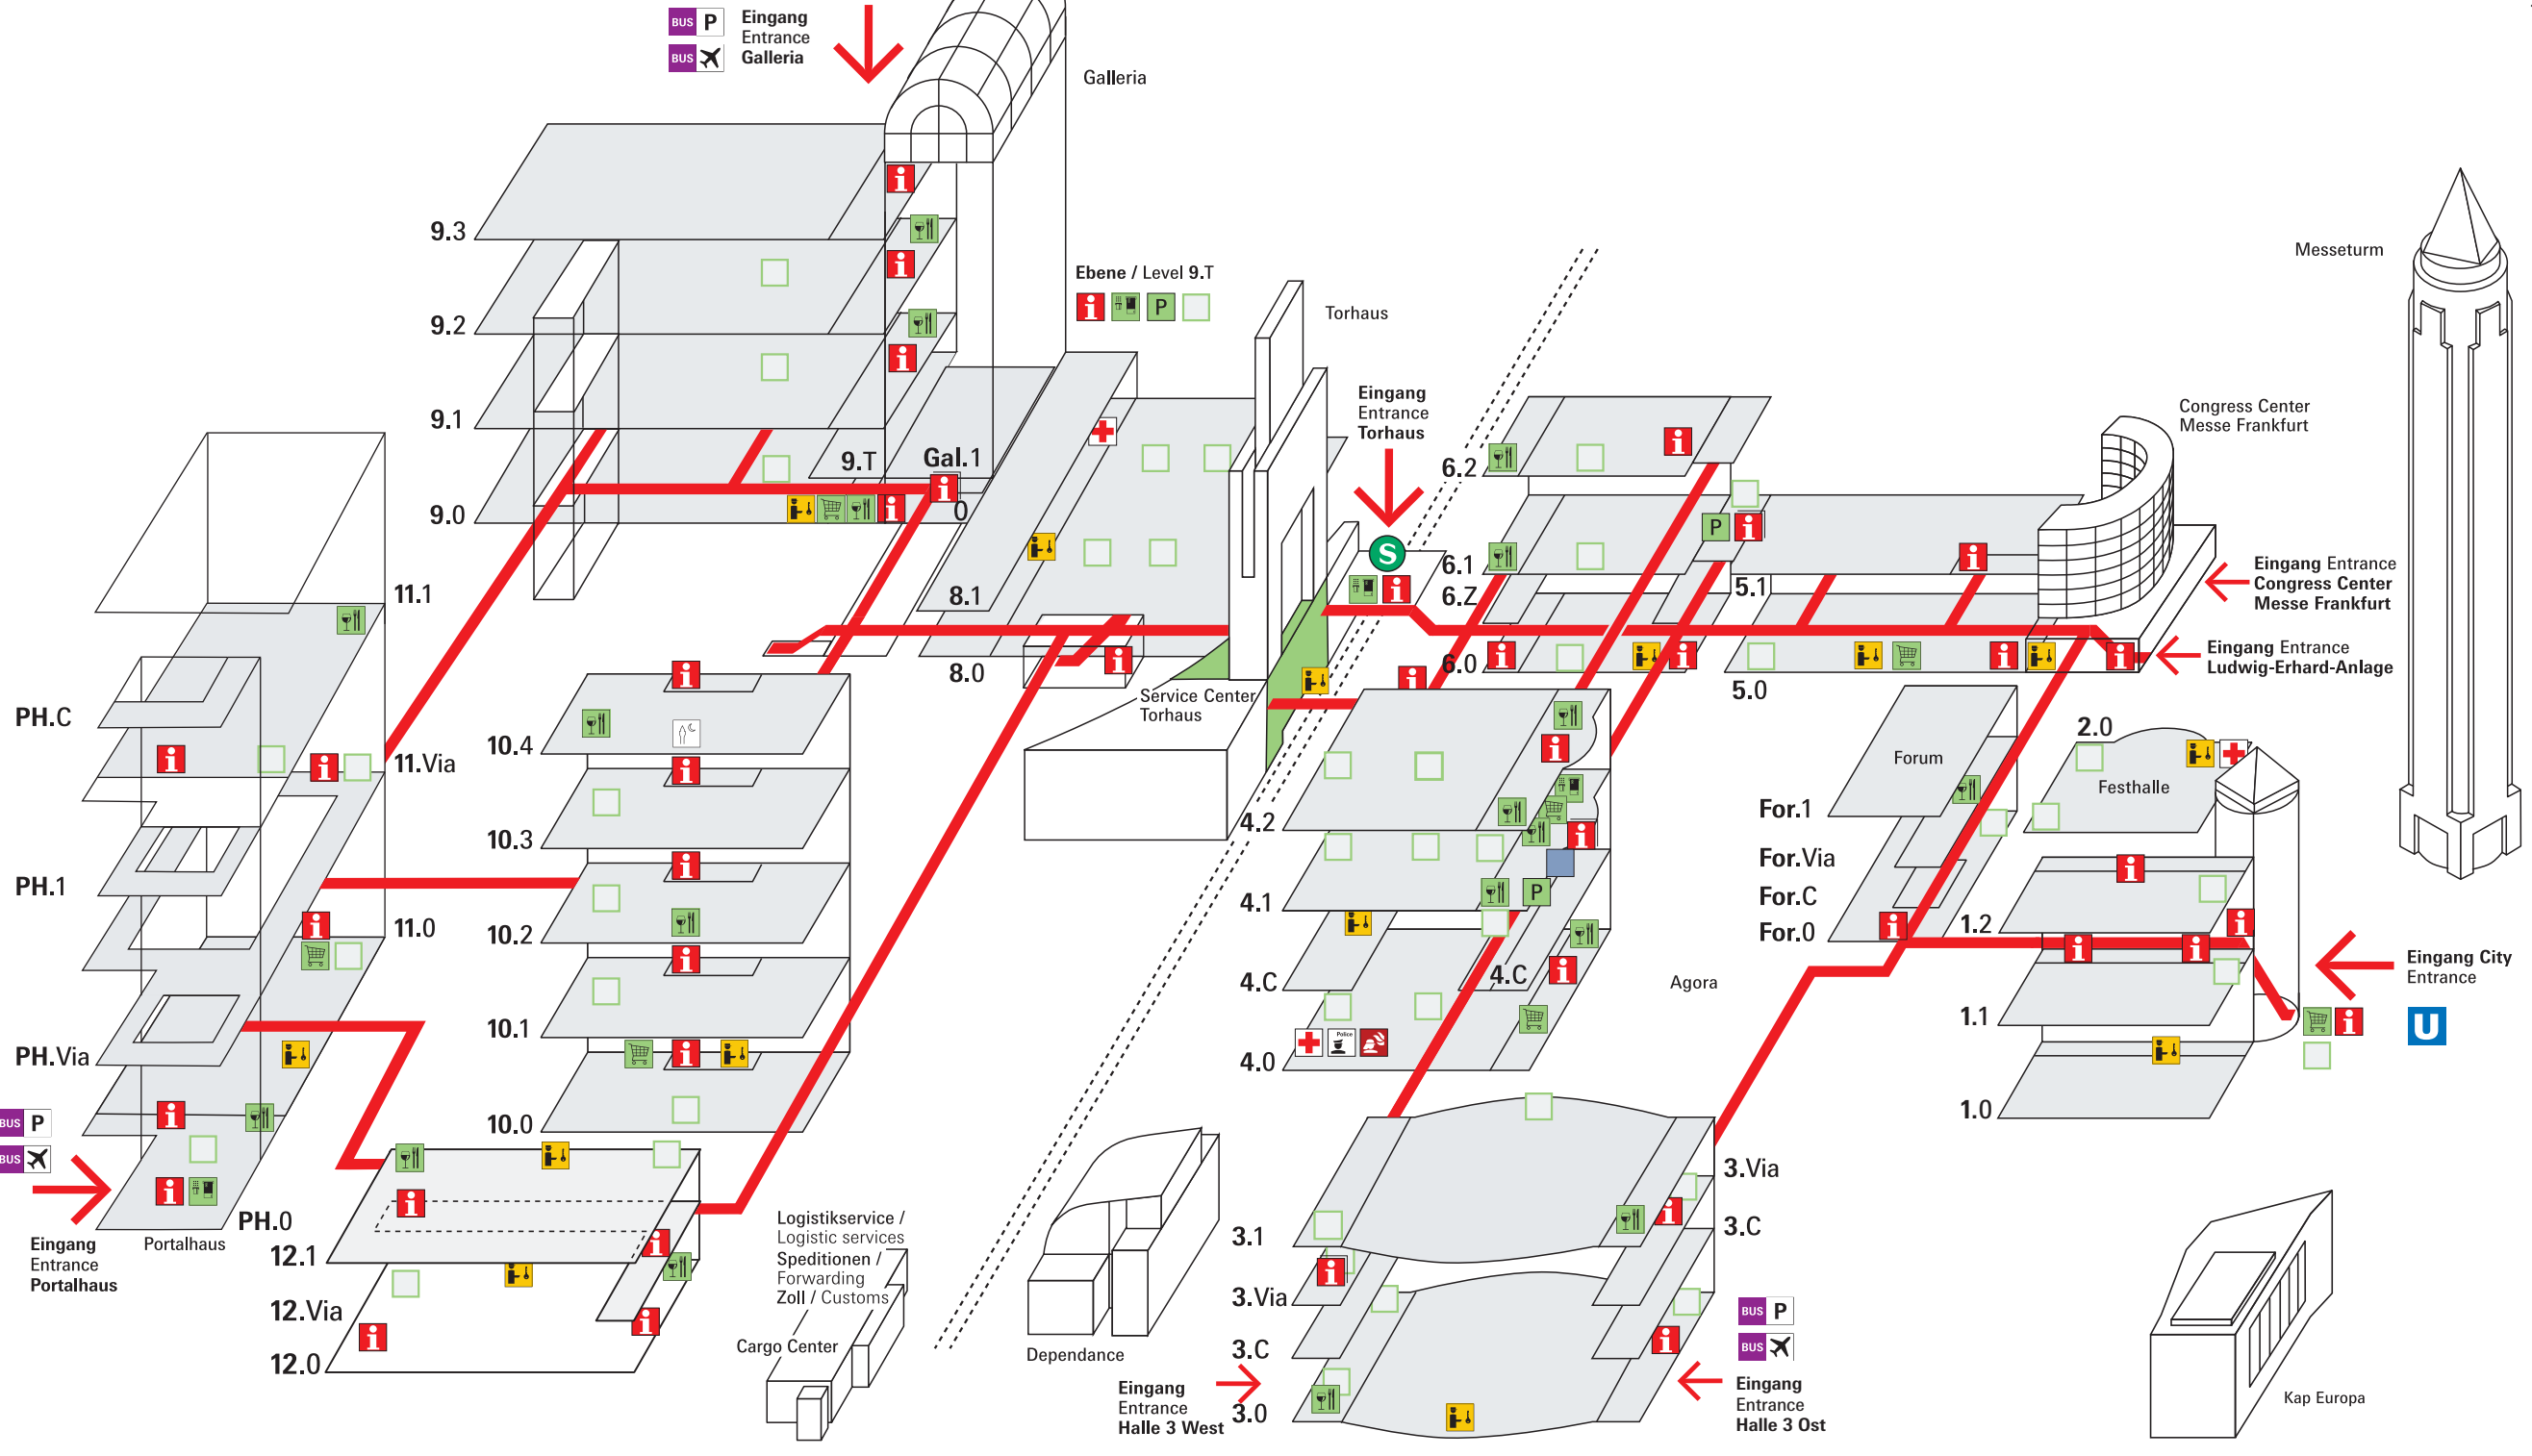 BUS P
BUS
Eingang
Entrance
Galleria
Galleria
9.3
9.2
9.1
9.0
9.T
Gal.1
0
Ebene / Level 9.T
P
Torhaus
Eingang
Entrance
Torhaus
S
Messeturm
Congress Center
Messe Frankfurt
Eingang Entrance
Congress Center
Messe Frankfurt
Eingang Entrance
Ludwig-Erhard-Anlage
6.2
6.1
6.Z
6.0
P
5.1
5.0
8.1
8.0
Service Center
Torhaus
11.1
11.Via
11.0
PH.C
PH.1
PH.Via
PH.0
BUS P
BUS
Eingang
Entrance
Portalhaus
Portalhaus
10.4
10.3
10.2
10.1
10.0
12.1
12.Via
12.0
Logistikservice /
Logistic services
Speditionen /
Forwarding
Zoll / Customs
Cargo Center
4.2
4.1
P
4.C
4.C
4.0
Police
Agora
Forum
For.1
For.Via
For.C
For.0
2.0
Festhalle
1.2
1.1
1.0
Eingang City
Entrance
U
Dependance
3.1
3.Via
3.C
3.0
3.Via
3.C
Eingang
Entrance
Halle 3 West
BUS P
BUS
Eingang
Entrance
Halle 3 Ost
Kap Europa